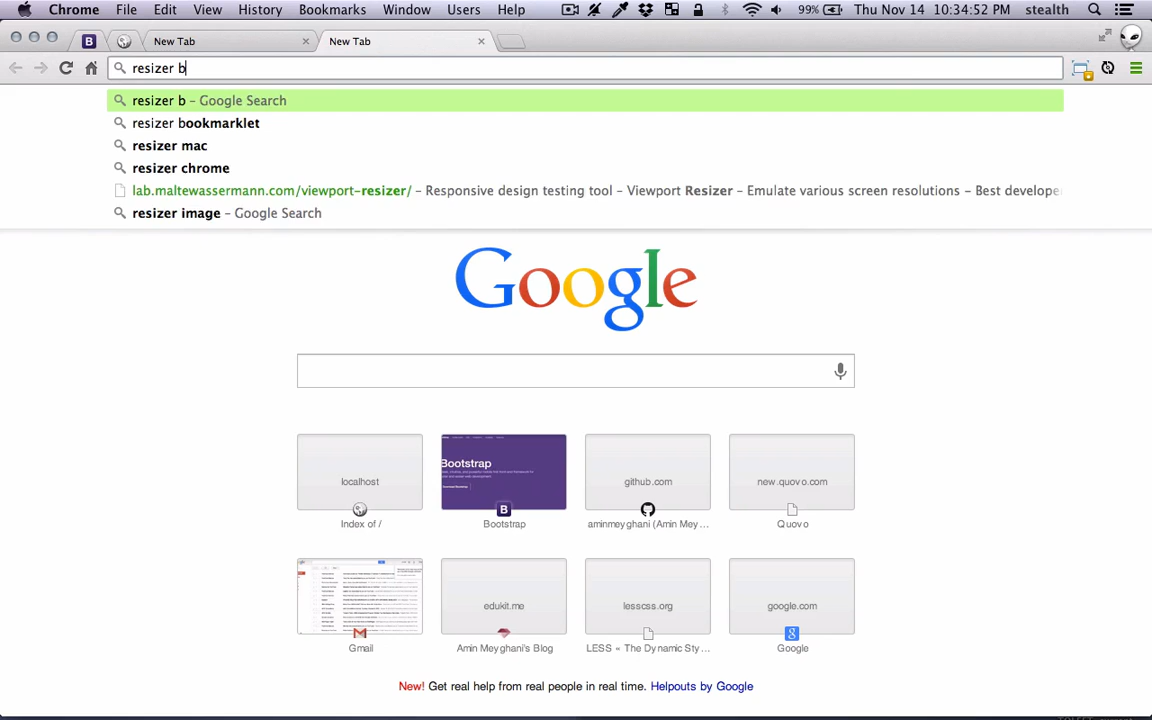 Chrome File Edit View History Bookmarks Window Users Help 99% Thu Nov 14 10:34:52 PM stealth
B New Tab New Tab
resizer b
resizer b – Google Search
resizer bookmarklet
resizer mac
resizer chrome
lab.maltewassermann.com/viewport-resizer/ – Responsive design testing tool – Viewport Resizer – Emulate various screen resolutions – Best develope
resizer image – Google Search
Google
localhost Bootstrap github.com new.quovo.com
Index of / Bootstrap aminmeyghani (Amin Mey... Quovo
edukit.me lesscss.org google.com
Gmail Amin Meyghani's Blog LESS « The Dynamic Sty... Google
New! Get real help from real people in real time. Helpouts by Google